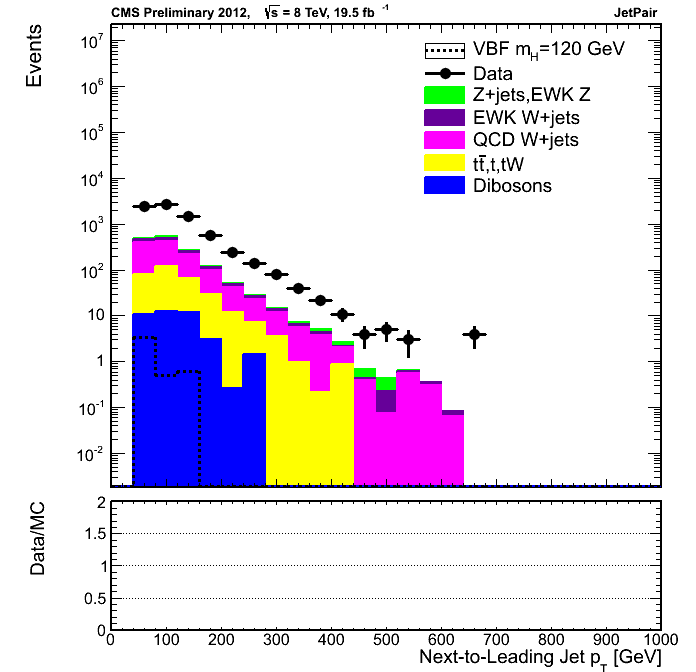 CMS Preliminary 2012, √s = 8 TeV, 19.5 fb⁻¹ JetPair
Events
10⁷
10⁶
10⁵
10⁴
10³
10²
10
1
10⁻¹
10⁻²
VBF m_H=120 GeV
Data
Z+jets,EWK Z
EWK W+jets
QCD W+jets
tt̄,t,tW
Dibosons
Data/MC
2
1.5
1
0.5
0
0 100 200 300 400 500 600 700 800 900 1000
Next-to-Leading Jet p_T [GeV]